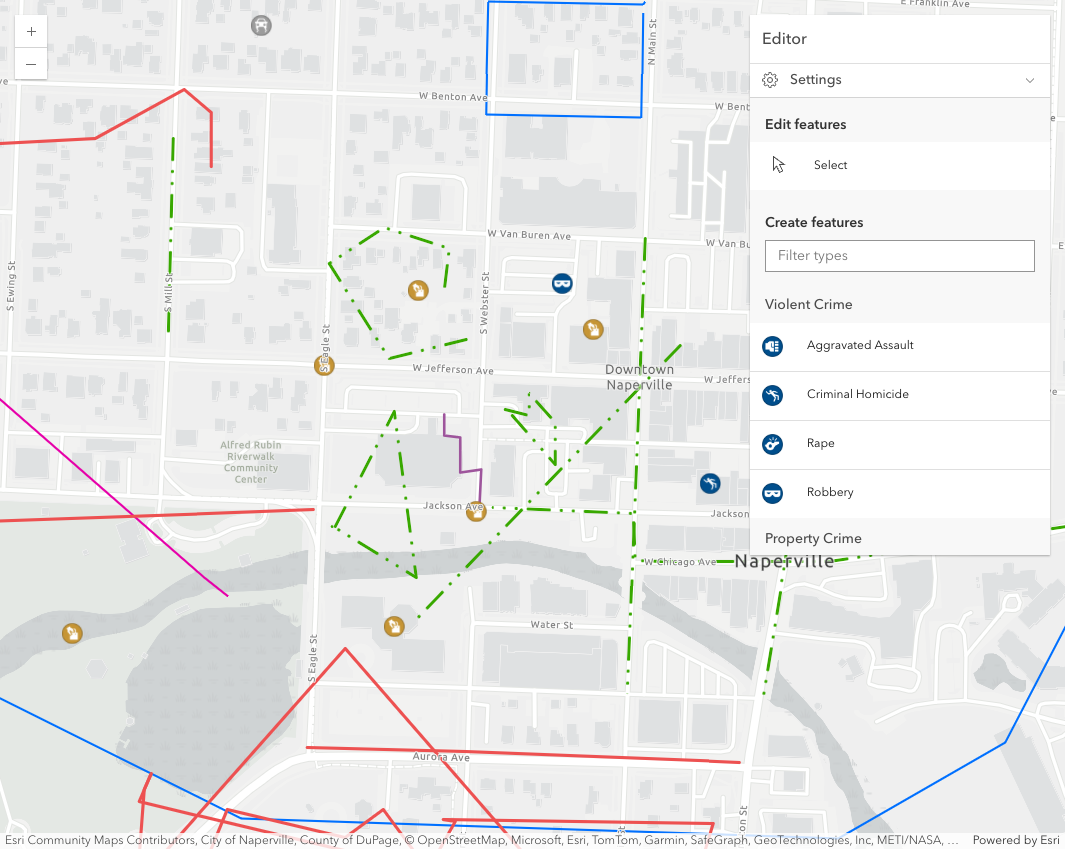 E Franklin Ave
N Main St
+
Editor
−
Settings
W Benton Ave
W Bent
Edit features
Select
Create features
W Van Buren Ave
W Van Bu
Filter types
S Ewing St
S Mill St
S Webster St
Violent Crime
Aggravated Assault
S Eagle St
W Jefferson Ave
Downtown
Naperville
W Jeffers
Criminal Homicide
Alfred Rubin
Riverwalk
Community
Center
Rape
Robbery
Jackson Ave
Jackson
Property Crime
W Chicago Ave
Naperville
Water St
S Eagle St
Aurora Ave
on St
Esri Community Maps Contributors, City of Naperville, County of DuPage, © OpenStreetMap, Microsoft, Esri, TomTom, Garmin, SafeGraph, GeoTechnologies, Inc, METI/NASA, …
Powered by Esri